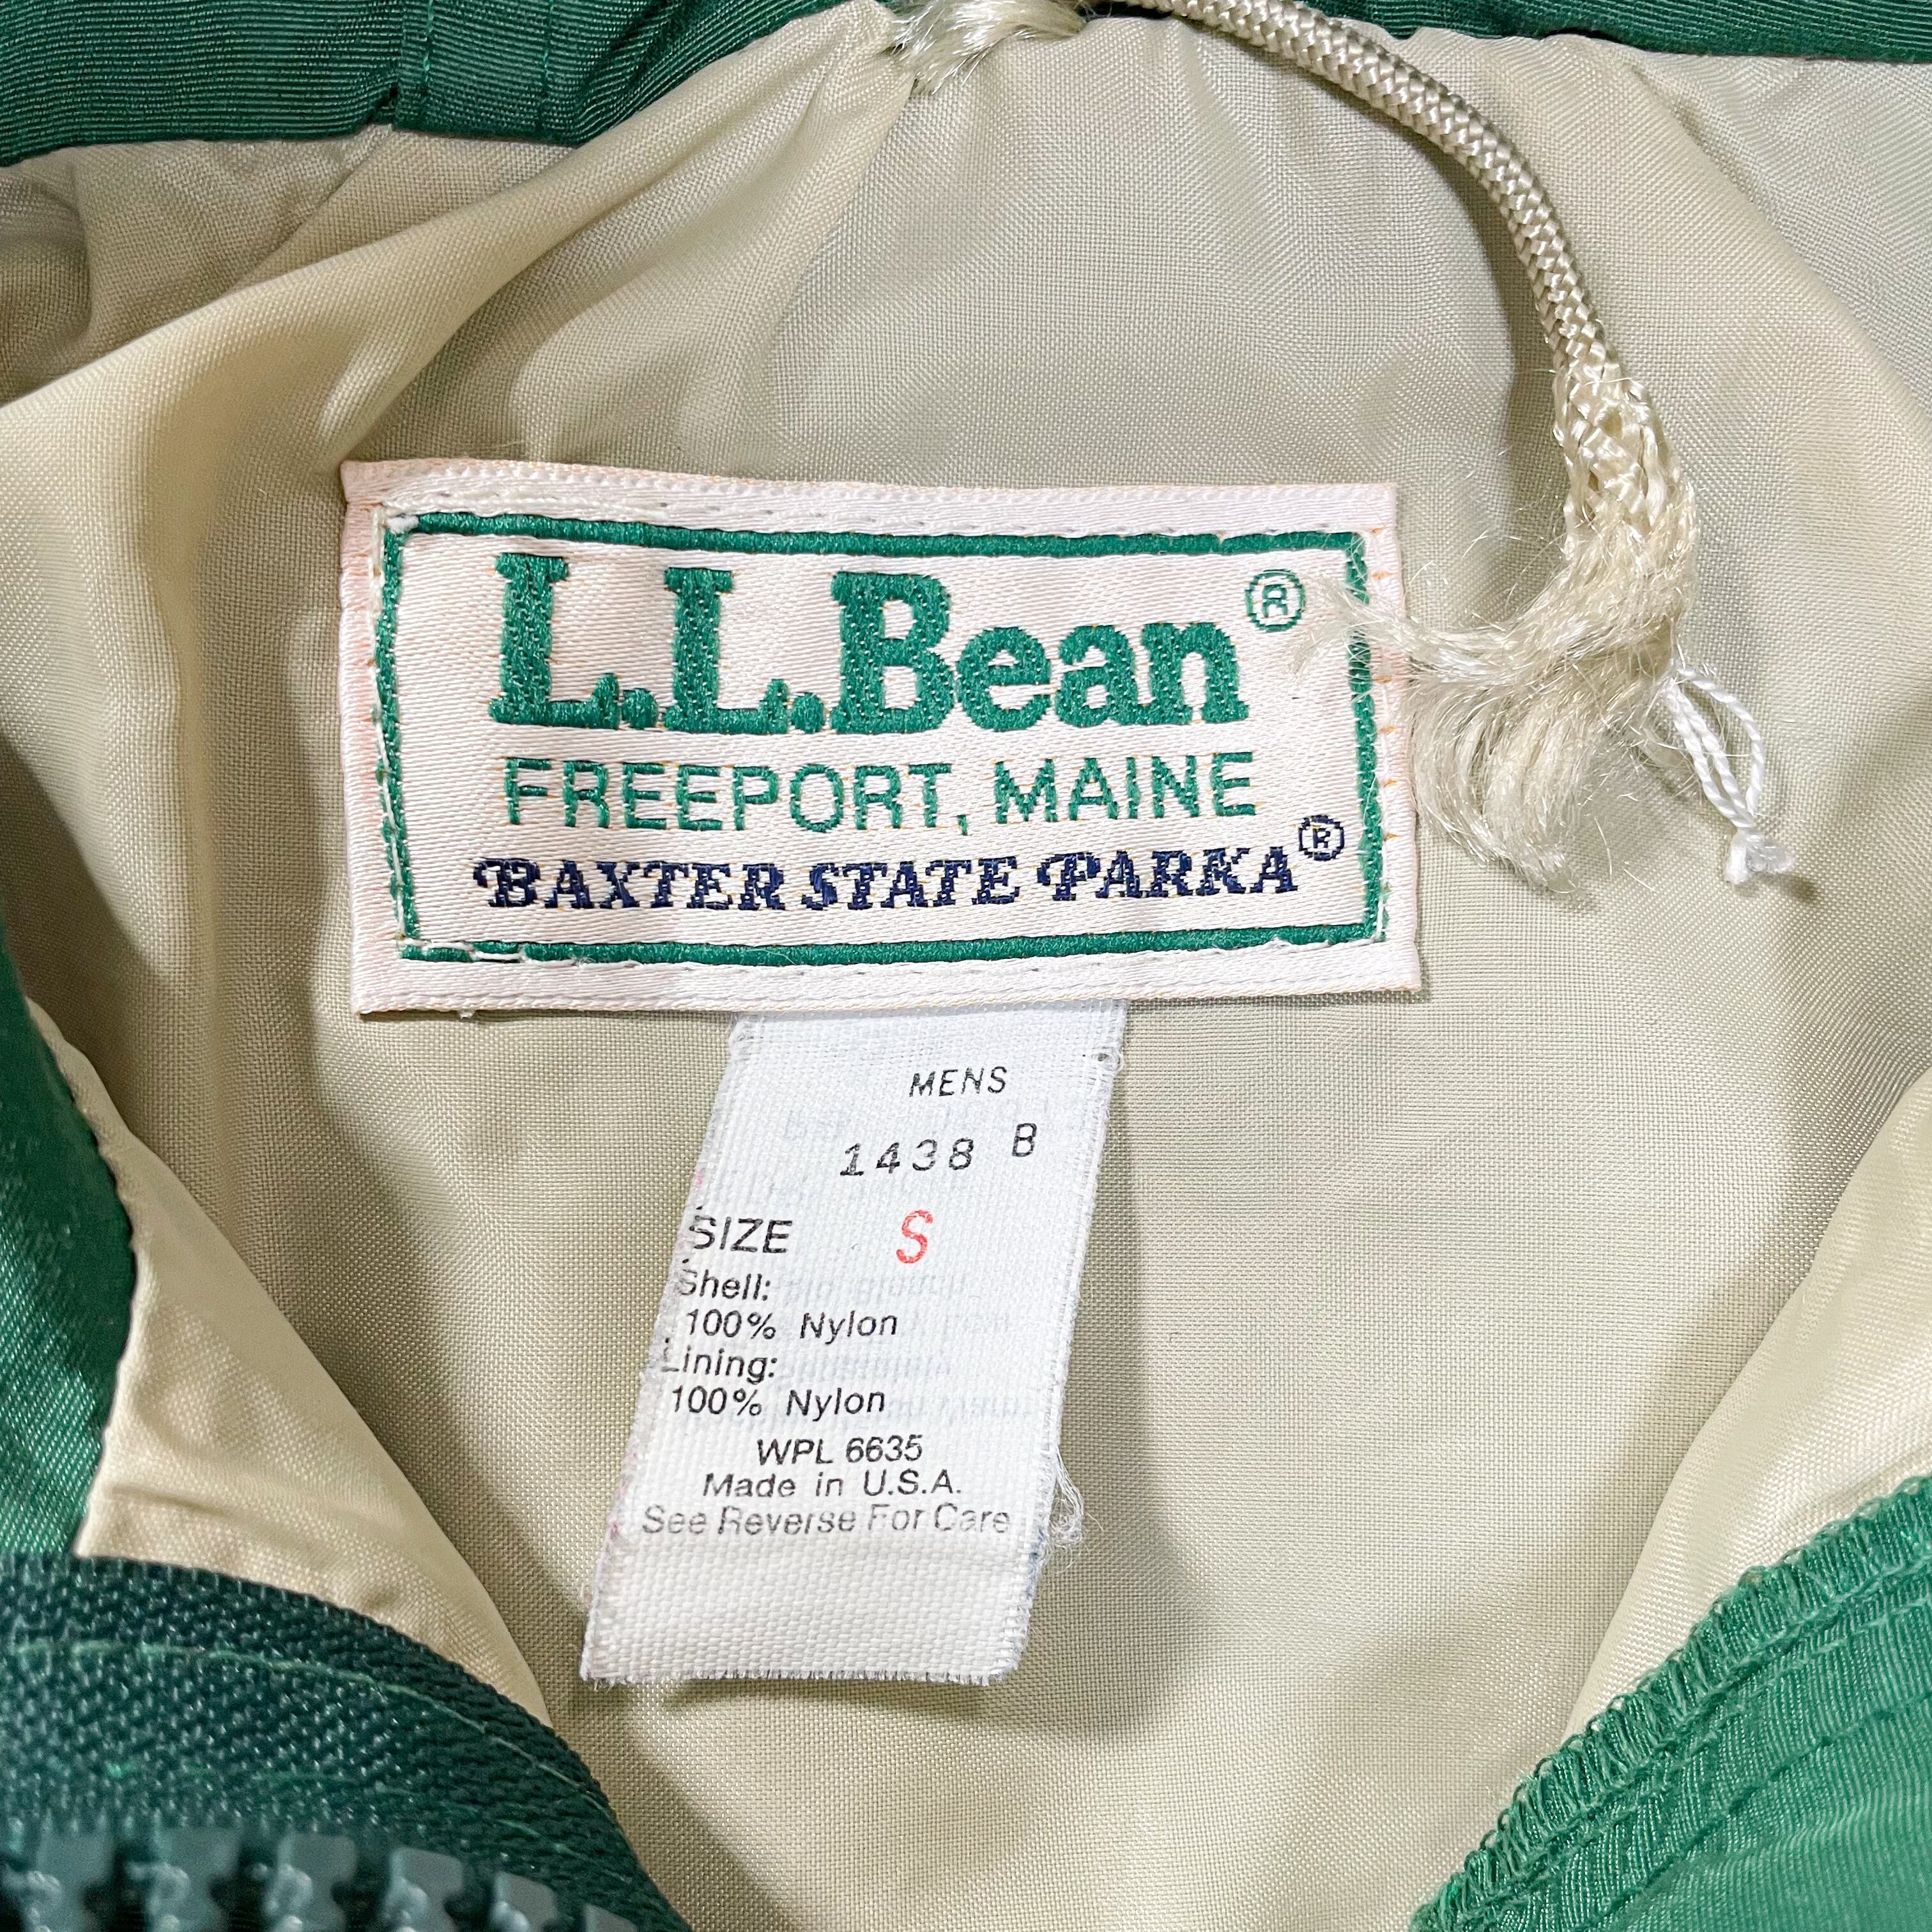 L.L.Bean®
FREEPORT, MAINE
BAXTER STATE PARKA®
MENS
1438 B
SIZE S
Shell:
100% Nylon
Lining:
100% Nylon
WPL 6635
Made in U.S.A.
See Reverse For Care